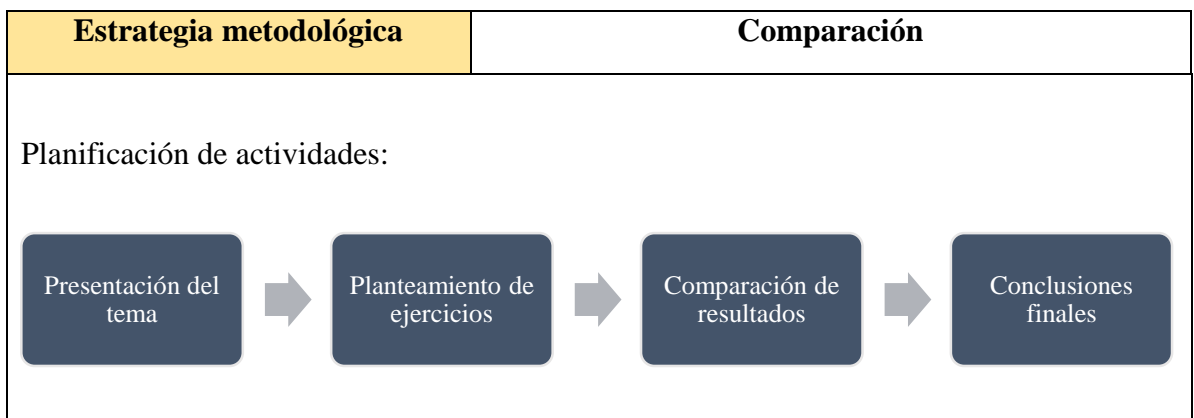 Estrategia metodológica
Comparación
Planificación de actividades:
Presentación del
tema
Planteamiento de
ejercicios
Comparación de
resultados
Conclusiones
finales